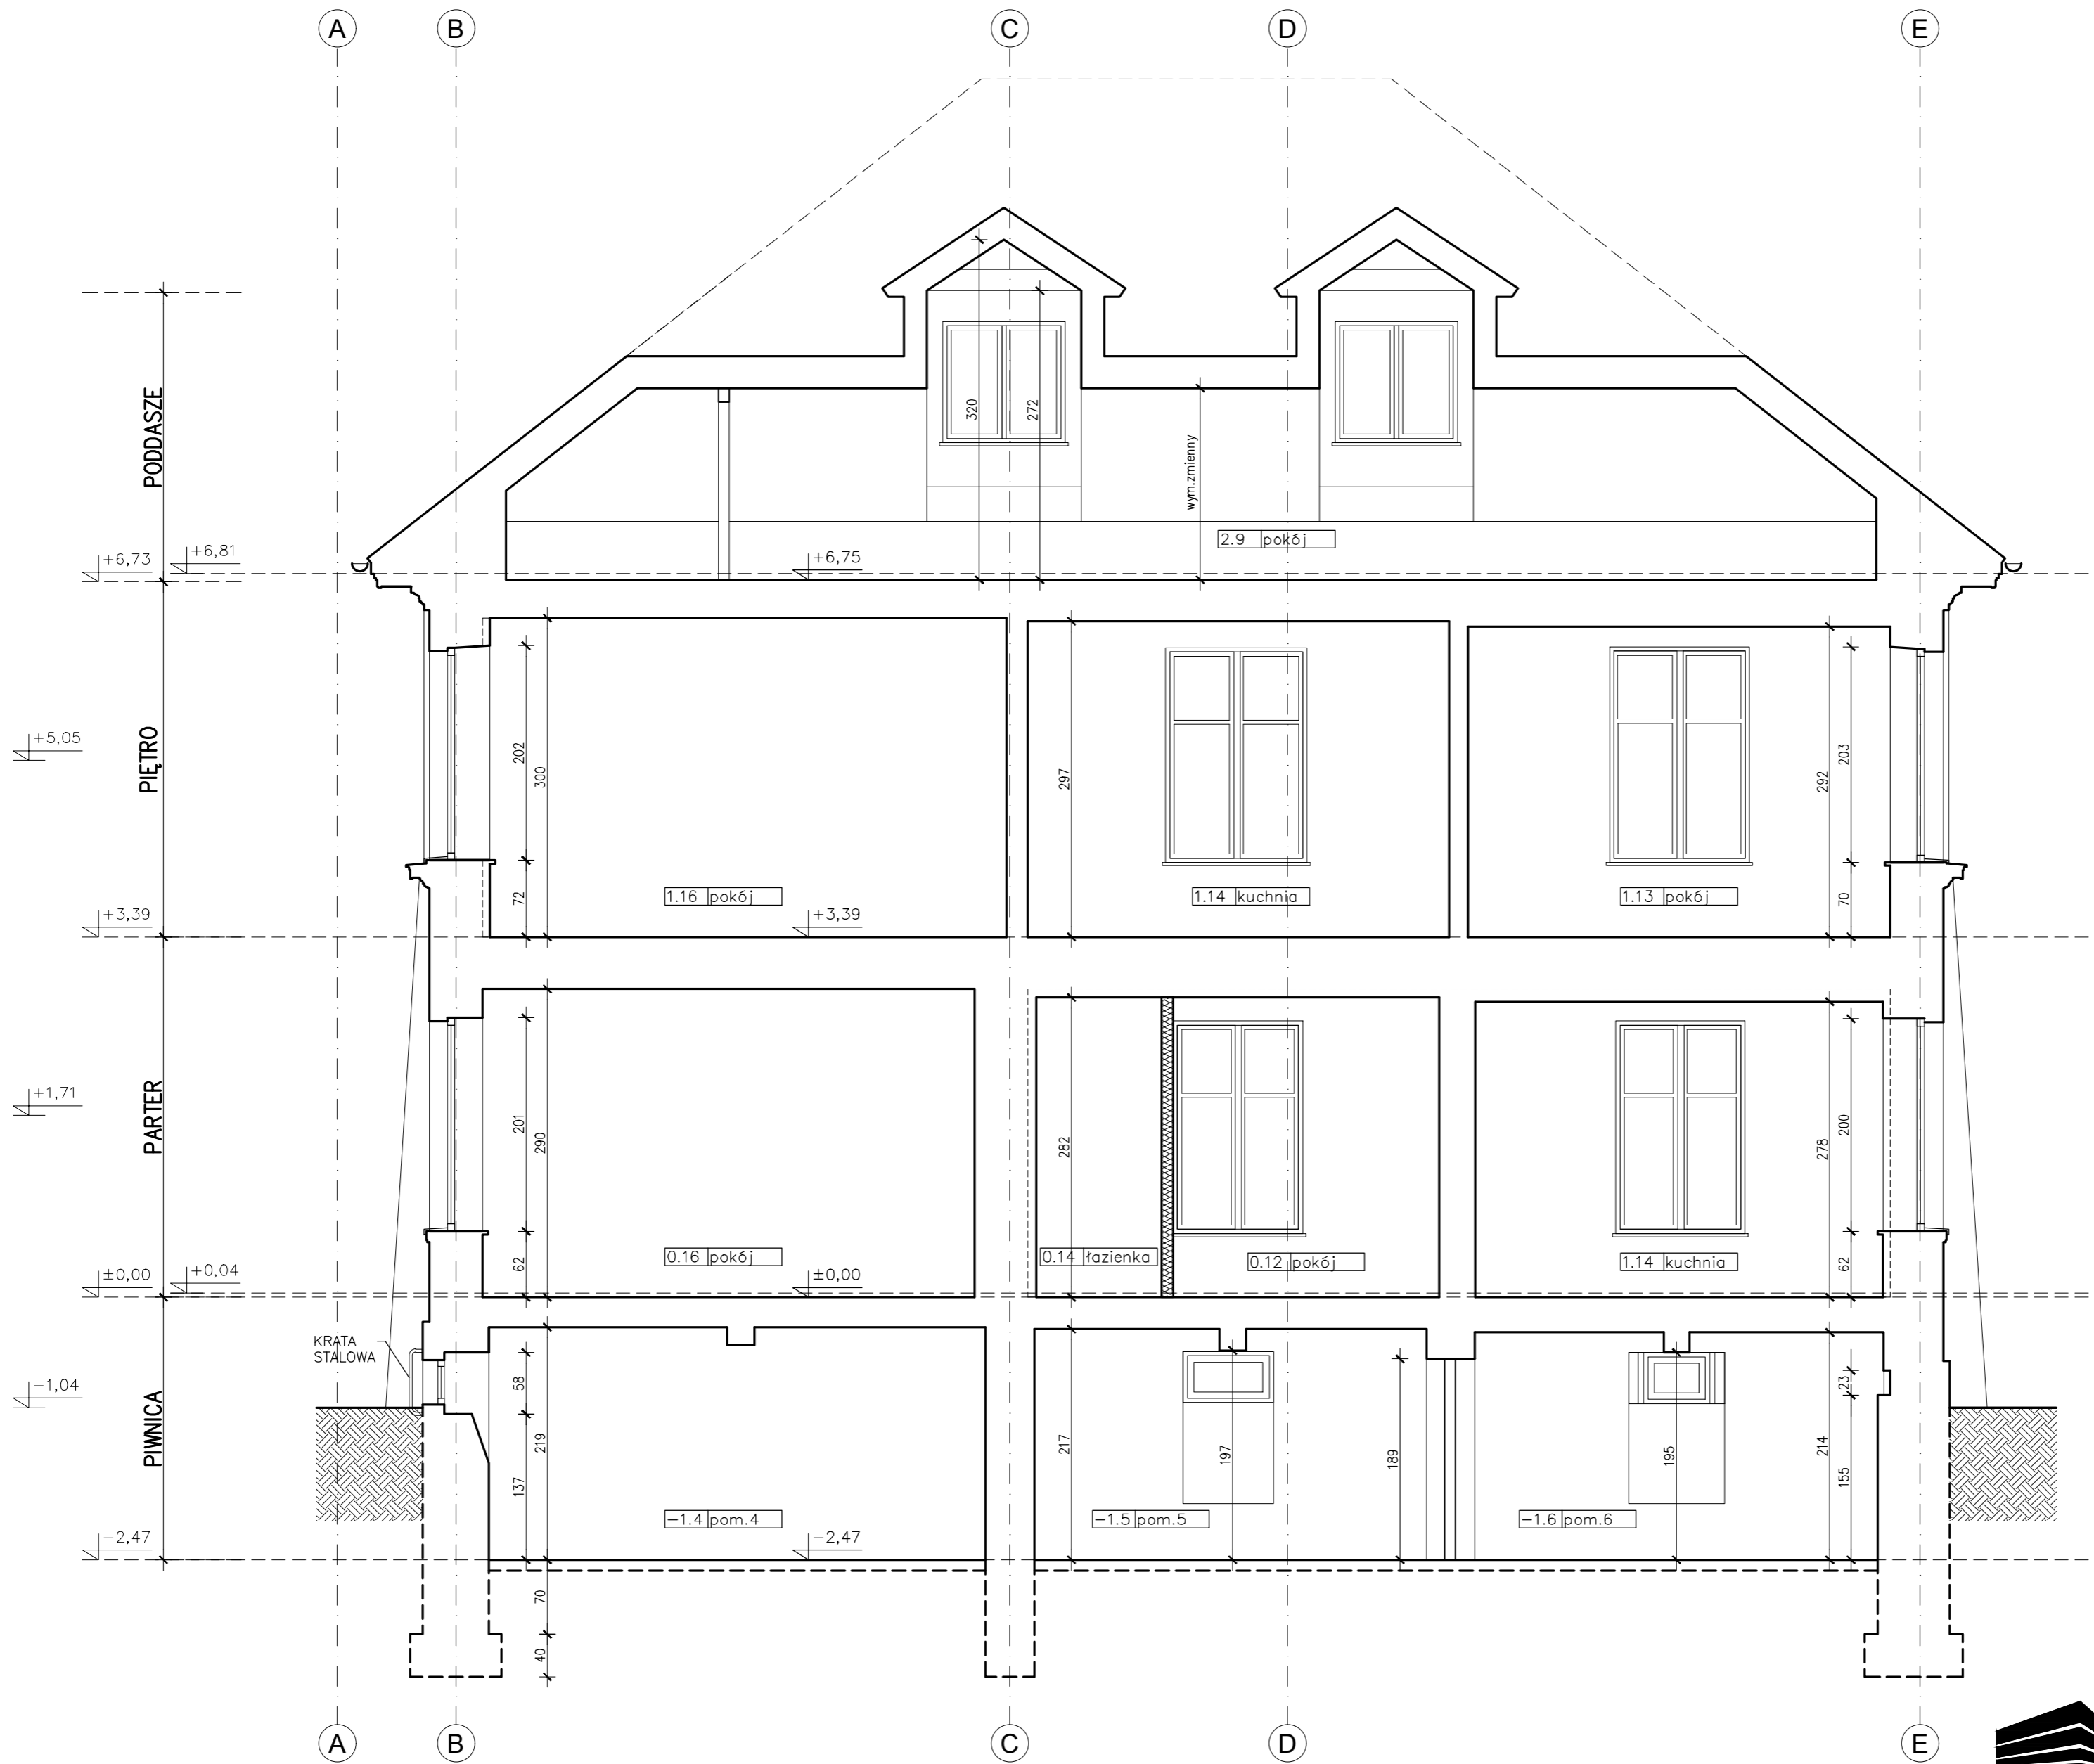 A B C D E
PODDASZE
320
272
wym.zmienny
2.9 pokój
+6,73
+6,81
+6,75
PIĘTRO
+5,05
202
300
297
292
203
72
70
1.16 pokój
1.14 kuchnia
1.13 pokój
+3,39
+3,39
PARTER
+1,71
201
290
282
278
200
62
62
0.16 pokój
0.14 łazienka
0.12 pokój
1.14 kuchnia
±0,00
+0,04
±0,00
KRATA
STALOWA
PIWNICA
-1,04
58
219
137
217
197
189
195
23
214
155
-1.4 pom.4
-1.5 pom.5
-1.6 pom.6
-2,47
-2,47
70
40
A B C D E